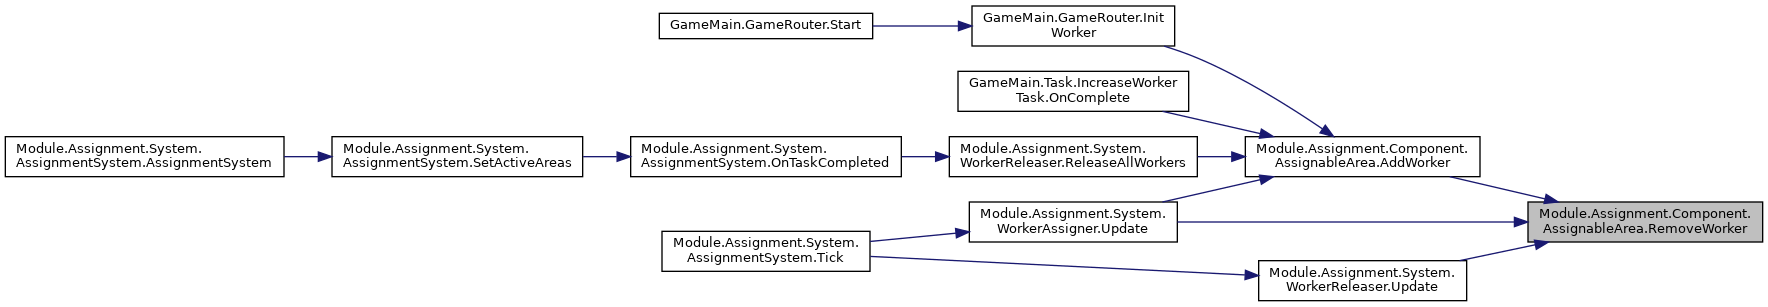 GameMain.GameRouter.Start
GameMain.GameRouter.Init
Worker
GameMain.Task.IncreaseWorker
Task.OnComplete
Module.Assignment.System.
AssignmentSystem.AssignmentSystem
Module.Assignment.System.
AssignmentSystem.SetActiveAreas
Module.Assignment.System.
AssignmentSystem.OnTaskCompleted
Module.Assignment.System.
WorkerReleaser.ReleaseAllWorkers
Module.Assignment.Component.
AssignableArea.AddWorker
Module.Assignment.System.
WorkerAssigner.Update
Module.Assignment.Component.
AssignableArea.RemoveWorker
Module.Assignment.System.
AssignmentSystem.Tick
Module.Assignment.System.
WorkerReleaser.Update